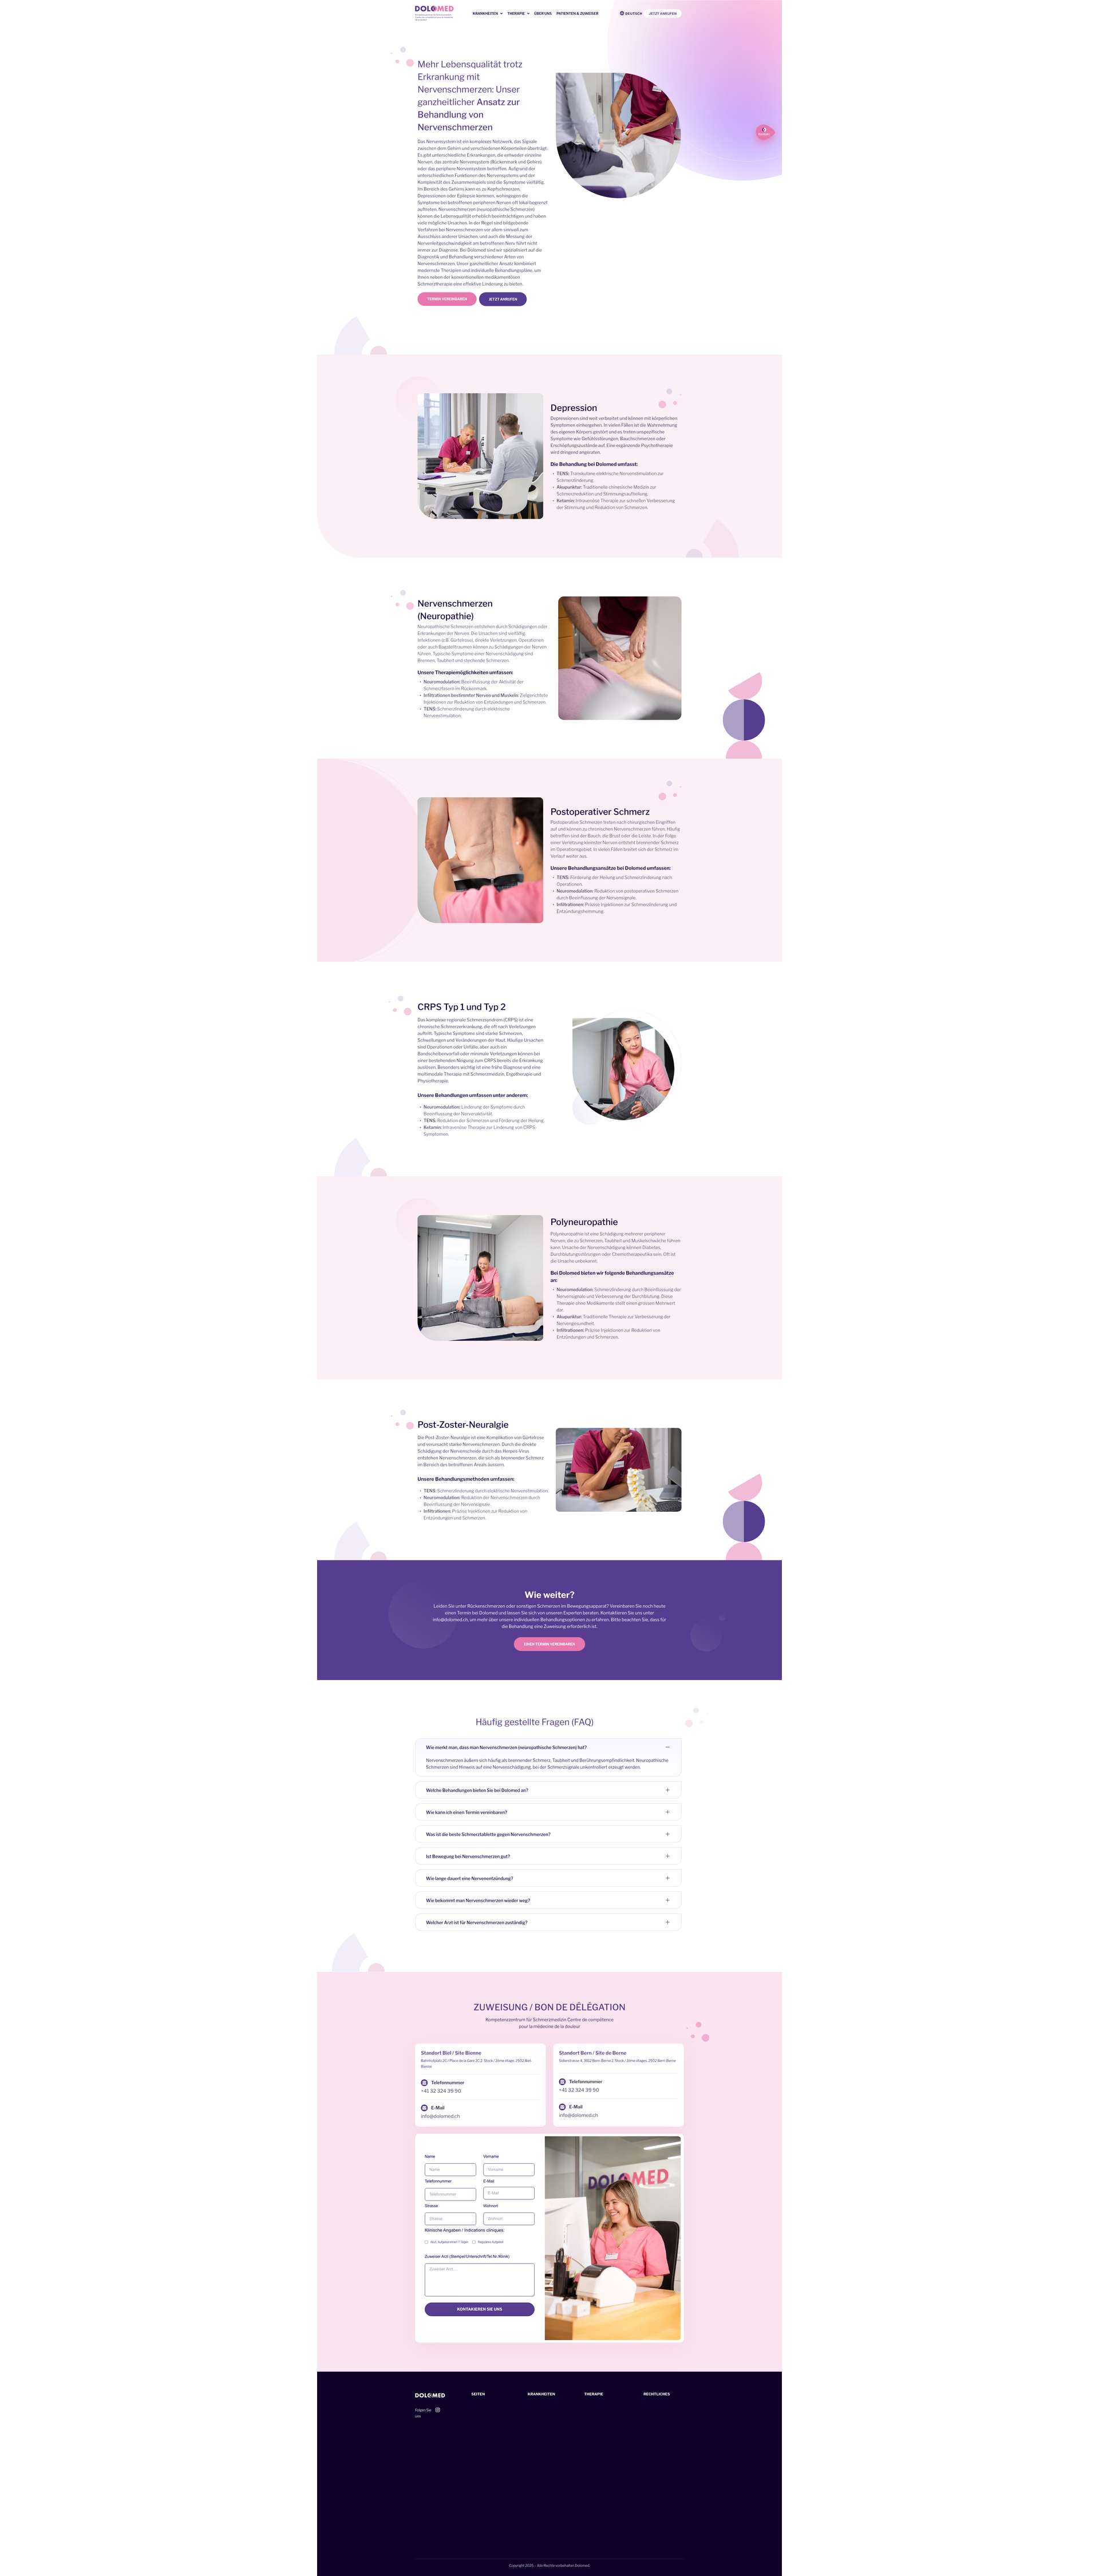 DOLOMED
KRANKHEITEN
THERAPIE
ÜBER UNS
PATIENTEN & ZUWEISER
DEUTSCH
JETZT ANRUFEN
Mehr Lebensqualität trotz
Erkrankung mit
Nervenschmerzen: Unser
ganzheitlicher Ansatz zur
Behandlung von
Nervenschmerzen
Das Nervensystem ist ein komplexes Netzwerk, das Signale
zwischen dem Gehirn und verschiedenen Körperteilen überträgt.
Es gibt unterschiedliche Erkrankungen, die entweder einzelne
Nerven, das zentrale Nervensystem (Rückenmark und Gehirn)
oder das periphere Nervensystem betreffen. Aufgrund der
unterschiedlichen Funktionen des Nervensystems und der
Komplexität des Zusammenspiels sind die Symptome vielfältig.
Im Bereich des Gehirns kann es zu Kopfschmerzen,
Depressionen oder Epilepsie kommen, wohingegen die
Symptome bei betroffenen peripheren Nerven oft lokal begrenzt
auftreten. Nervenschmerzen (neuropathische Schmerzen)
können die Lebensqualität erheblich beeinträchtigen und haben
viele mögliche Ursachen. In der Regel sind bildgebende
Verfahren bei Nervenschmerzen vor allem sinnvoll zum
Ausschluss anderer Ursachen, und auch die Messung der
Nervenleitgeschwindigkeit am betroffenen Nerv führt nicht
immer zur Diagnose. Bei Dolomed sind wir spezialisiert auf die
Diagnostik und Behandlung verschiedener Arten von
Nervenschmerzen. Unser ganzheitlicher Ansatz kombiniert
modernste Therapien und individuelle Behandlungspläne, um
Ihnen neben der konventionellen medikamentösen
Schmerztherapie eine effektive Linderung zu bieten.
TERMIN VEREINBAREN
JETZT ANRUFEN
Depression
Depressionen sind weit verbreitet und können mit körperlichen
Symptomen einhergehen. In vielen Fällen ist die Wahrnehmung
des eigenen Körpers gestört und es treten unspezifische
Symptome wie Gefühlsstörungen, Bauchschmerzen oder
Erschöpfungszustände auf. Eine ergänzende Psychotherapie
wird dringend angeraten.
Die Behandlung bei Dolomed umfasst:
• TENS: Transkutane elektrische Nervenstimulation zur
Schmerzlinderung
• Akupunktur: Traditionelle chinesische Medizin zur
Schmerzreduktion und Stimmungsaufhellung.
• Ketamin: Intravenöse Therapie zur schnellen Verbesserung
der Stimmung und Reduktion von Schmerzen.
Nervenschmerzen
(Neuropathie)
Neuropathische Schmerzen entstehen durch Schädigungen oder
Erkrankungen der Nerven. Die Ursachen sind vielfältig:
Infektionen (z.B. Gürtelrose), direkte Verletzungen, Operationen
oder auch Bagatelltraumen können zu Schädigungen der Nerven
führen. Typische Symptome einer Nervenschädigung sind
Brennen, Taubheit und stechende Schmerzen.
Unsere Therapiemöglichkeiten umfassen:
• Neuromodulation: Beeinflussung der Aktivität der
Schmerzfasern im Rückenmark.
• Infiltrationen bestimmter Nerven und Muskeln: Zielgerichtete
Injektionen zur Reduktion von Entzündungen und Schmerzen.
• TENS: Schmerzlinderung durch elektrische
Nervenstimulation.
Postoperativer Schmerz
Postoperative Schmerzen treten nach chirurgischen Eingriffen
auf und können zu chronischen Nervenschmerzen führen. Häufig
betroffen sind der Bauch, die Brust oder die Leiste. In der Folge
einer Verletzung kleinster Nerven entsteht brennender Schmerz
im Operationsgebiet. In vielen Fällen breitet sich der Schmerz im
Verlauf weiter aus.
Unsere Behandlungsansätze bei Dolomed umfassen:
• TENS: Förderung der Heilung und Schmerzlinderung nach
Operationen.
• Neuromodulation: Reduktion von postoperativen Schmerzen
durch Beeinflussung der Nervensignale.
• Infiltrationen: Präzise Injektionen zur Schmerzlinderung und
Entzündungshemmung.
CRPS Typ 1 und Typ 2
Das komplexe regionale Schmerzsyndrom (CRPS) ist eine
chronische Schmerzerkrankung, die oft nach Verletzungen
auftritt. Typische Symptome sind starke Schmerzen,
Schwellungen und Veränderungen der Haut. Häufige Ursachen
sind Operationen oder Unfälle, aber auch ein
Bandscheibenvorfall oder minimale Verletzungen können bei
einer bestehenden Neigung zum CRPS bereits die Erkrankung
auslösen. Besonders wichtig ist eine frühe Diagnose und eine
multimodale Therapie mit Schmerzmedizin, Ergotherapie und
Physiotherapie.
Unsere Behandlungen umfassen unter anderem:
• Neuromodulation: Linderung der Symptome durch
Beeinflussung der Nervenaktivität
• TENS: Reduktion der Schmerzen und Förderung der Heilung
• Ketamin: Intravenöse Therapie zur Linderung von CRPS-
Symptomen.
Polyneuropathie
Polyneuropathie ist eine Schädigung mehrerer peripherer
Nerven, die zu Schmerzen, Taubheit und Muskelschwäche führen
kann. Ursache der Nervenschädigung können Diabetes,
Durchblutungsstörungen oder Chemotherapeutika sein. Oft ist
die Ursache unbekannt.
Bei Dolomed bieten wir folgende Behandlungsansätze
an:
• Neuromodulation: Schmerzlinderung durch Beeinflussung der
Nervensignale und Verbesserung der Durchblutung. Diese
Therapie ohne Medikamente stellt einen grossen Mehrwert
dar.
• Akupunktur: Traditionelle Therapie zur Verbesserung der
Nervengesundheit.
• Infiltrationen: Präzise Injektionen zur Reduktion von
Entzündungen und Schmerzen.
Post-Zoster-Neuralgie
Die Post-Zoster-Neuralgie ist eine Komplikation von Gürtelrose
und verursacht starke Nervenschmerzen. Durch die direkte
Schädigung der Nervenscheide durch das Herpes-Virus
entstehen Nervenschmerzen, die sich als brennender Schmerz
im Bereich des betroffenen Areals äussern.
Unsere Behandlungsmethoden umfassen:
• TENS: Schmerzlinderung durch elektrische Nervenstimulation
• Neuromodulation: Reduktion der Nervenschmerzen durch
Beeinflussung der Nervensignale.
• Infiltrationen: Präzise Injektionen zur Reduktion von
Entzündungen und Schmerzen.
Wie weiter?
Leiden Sie unter Rückenschmerzen oder sonstigen Schmerzen im Bewegungsapparat? Vereinbaren Sie noch heute
einen Termin bei Dolomed und lassen Sie sich von unseren Experten beraten. Kontaktieren Sie uns unter
info@dolomed.ch, um mehr über unsere individuellen Behandlungsoptionen zu erfahren. Bitte beachten Sie, dass für
die Behandlung eine Zuweisung erforderlich ist.
EINEN TERMIN VEREINBAREN
Häufig gestellte Fragen (FAQ)
Wie merkt man, dass man Nervenschmerzen (neuropathische Schmerzen) hat?
Nervenschmerzen äußern sich häufig als brennender Schmerz, Taubheit und Berührungsempfindlichkeit. Neuropathische
Schmerzen sind Hinweis auf eine Nervenschädigung, bei der Schmerzsignale unkontrolliert erzeugt werden.
Welche Behandlungen bieten Sie bei Dolomed an?
Wie kann ich einen Termin vereinbaren?
Was ist die beste Schmerztablette gegen Nervenschmerzen?
Ist Bewegung bei Nervenschmerzen gut?
Wie lange dauert eine Nervenentzündung?
Wie bekommt man Nervenschmerzen wieder weg?
Welcher Arzt ist für Nervenschmerzen zuständig?
ZUWEISUNG / BON DE DÉLÉGATION
Kompetenzzentrum für Schmerzmedizin Centre de compétence
pour la médecine de la douleur
Standort Biel / Site Bienne
Bienne
Telefonnummer
+41 32 324 39 90
E-Mail
info@dolomed.ch
Standort Bern / Site de Berne
Telefonnummer
+41 32 324 39 90
E-Mail
info@dolomed.ch
Name
Vorname
Name
Vorname
Telefonnummer
E-Mail
Telefonnummer
E-Mail
Strasse
Wohnort
Strasse
Wohnort
Klinische Angaben / Indications cliniques:
Zuweiser Arzt (Stempel/Unterschrift/Tel.Nr./Klinik):
Zuweiser Arzt...
KONTAKIEREN SIE UNS
DOLOMED
DOLOMED
SEITEN
KRANKHEITEN
THERAPIE
RECHTLICHES
Folgen Sie
uns
Copyright 2025 – Alle Rechte vorbehalten Dolomed